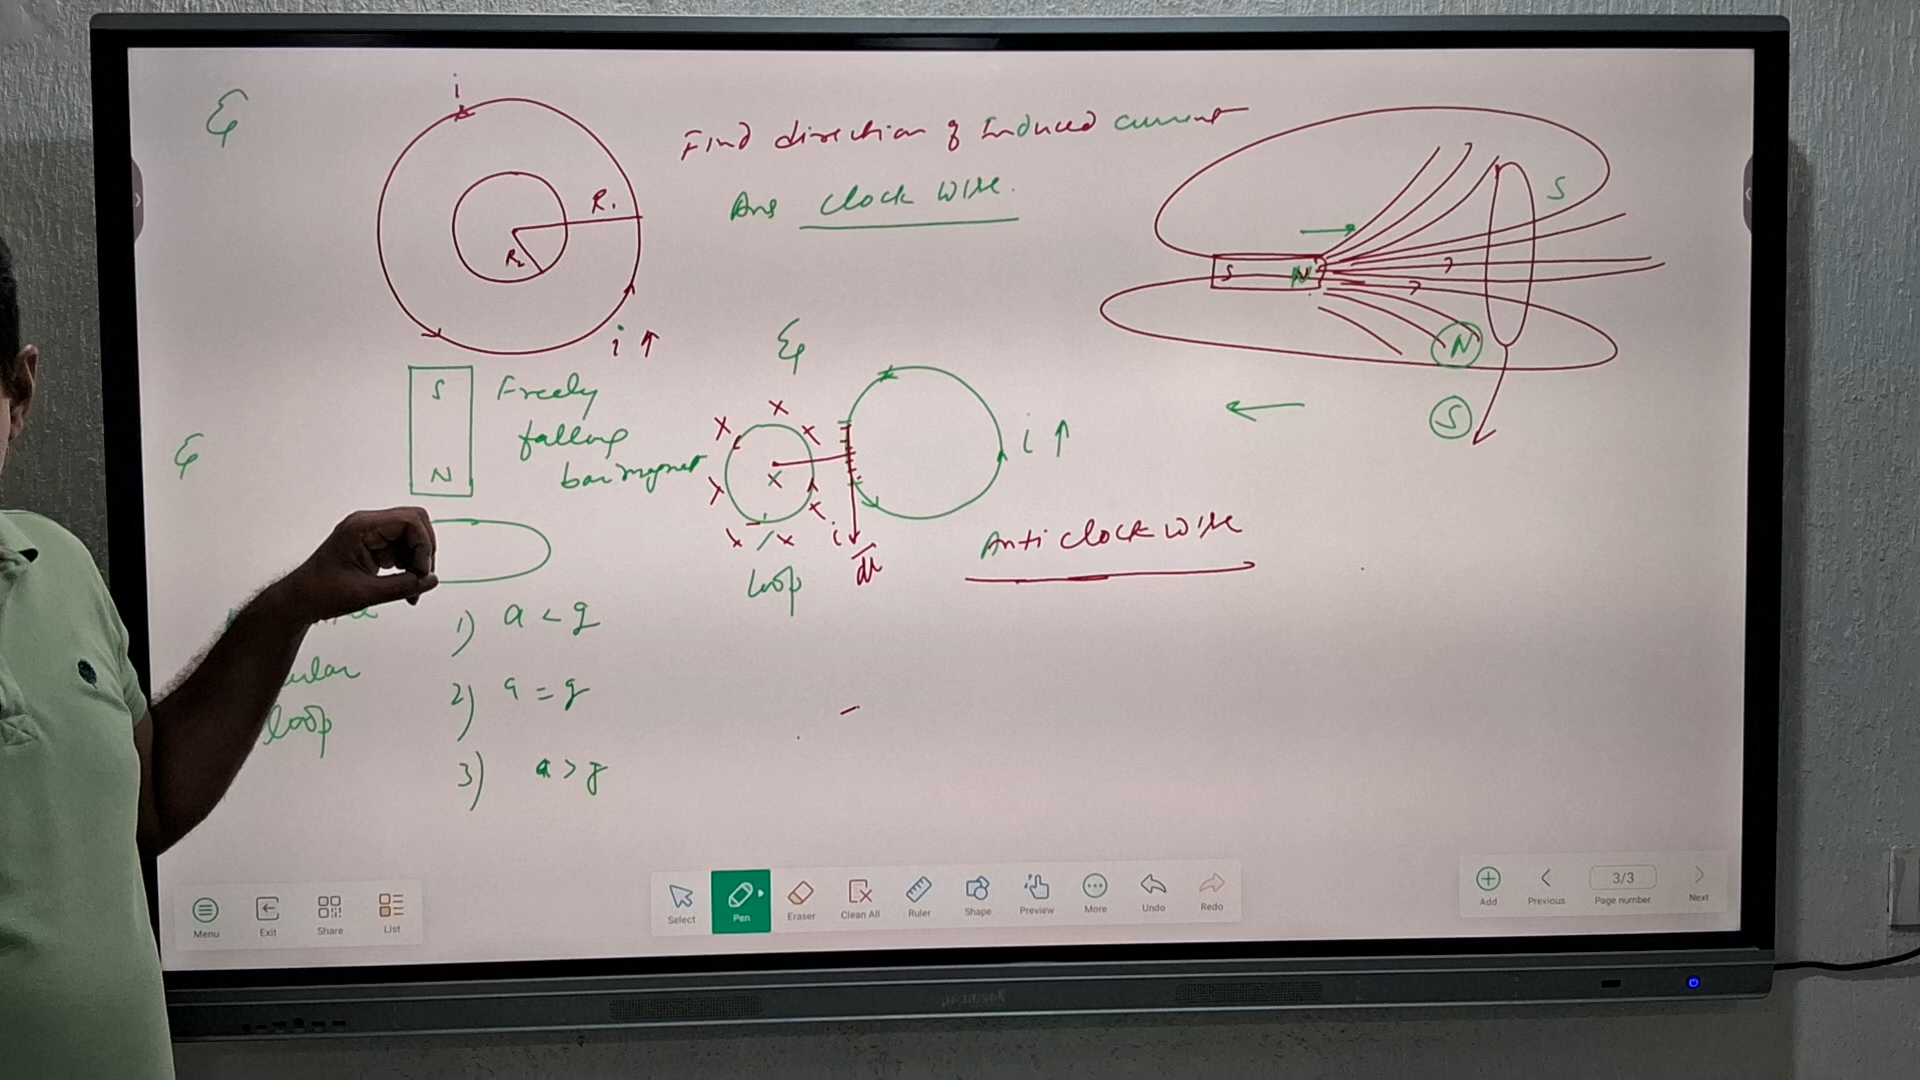 Eg
i
R1
R2
i ↑
Find direction of Induced current
Ans clock wise.
S
S N
N
S
Eg
S
N
Freely
falling
bar magnet
Eg
x x x x x x x x
i
dl
loop
i ↑
Anti clock wise
loop
1) a < g
2) a = g
3) a > g
Menu
Exit
Share
List
Select
Pen
Eraser
Clean All
Ruler
Shape
Preview
More
Undo
Redo
Add
Previous
3/3
Page number
Next